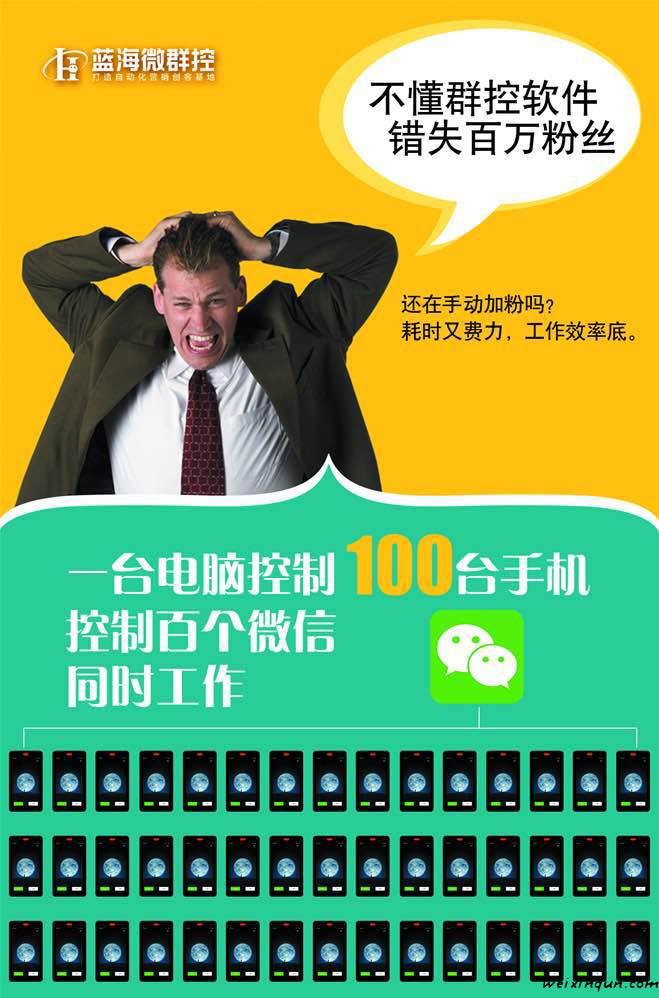 蓝海微群控
打造自动化营销创客基地
不懂群控软件
错失百万粉丝
还在手动加粉吗？
耗时又费力，工作效率底。
一台电脑控制100台手机
控制百个微信
同时工作
weixinqun.com